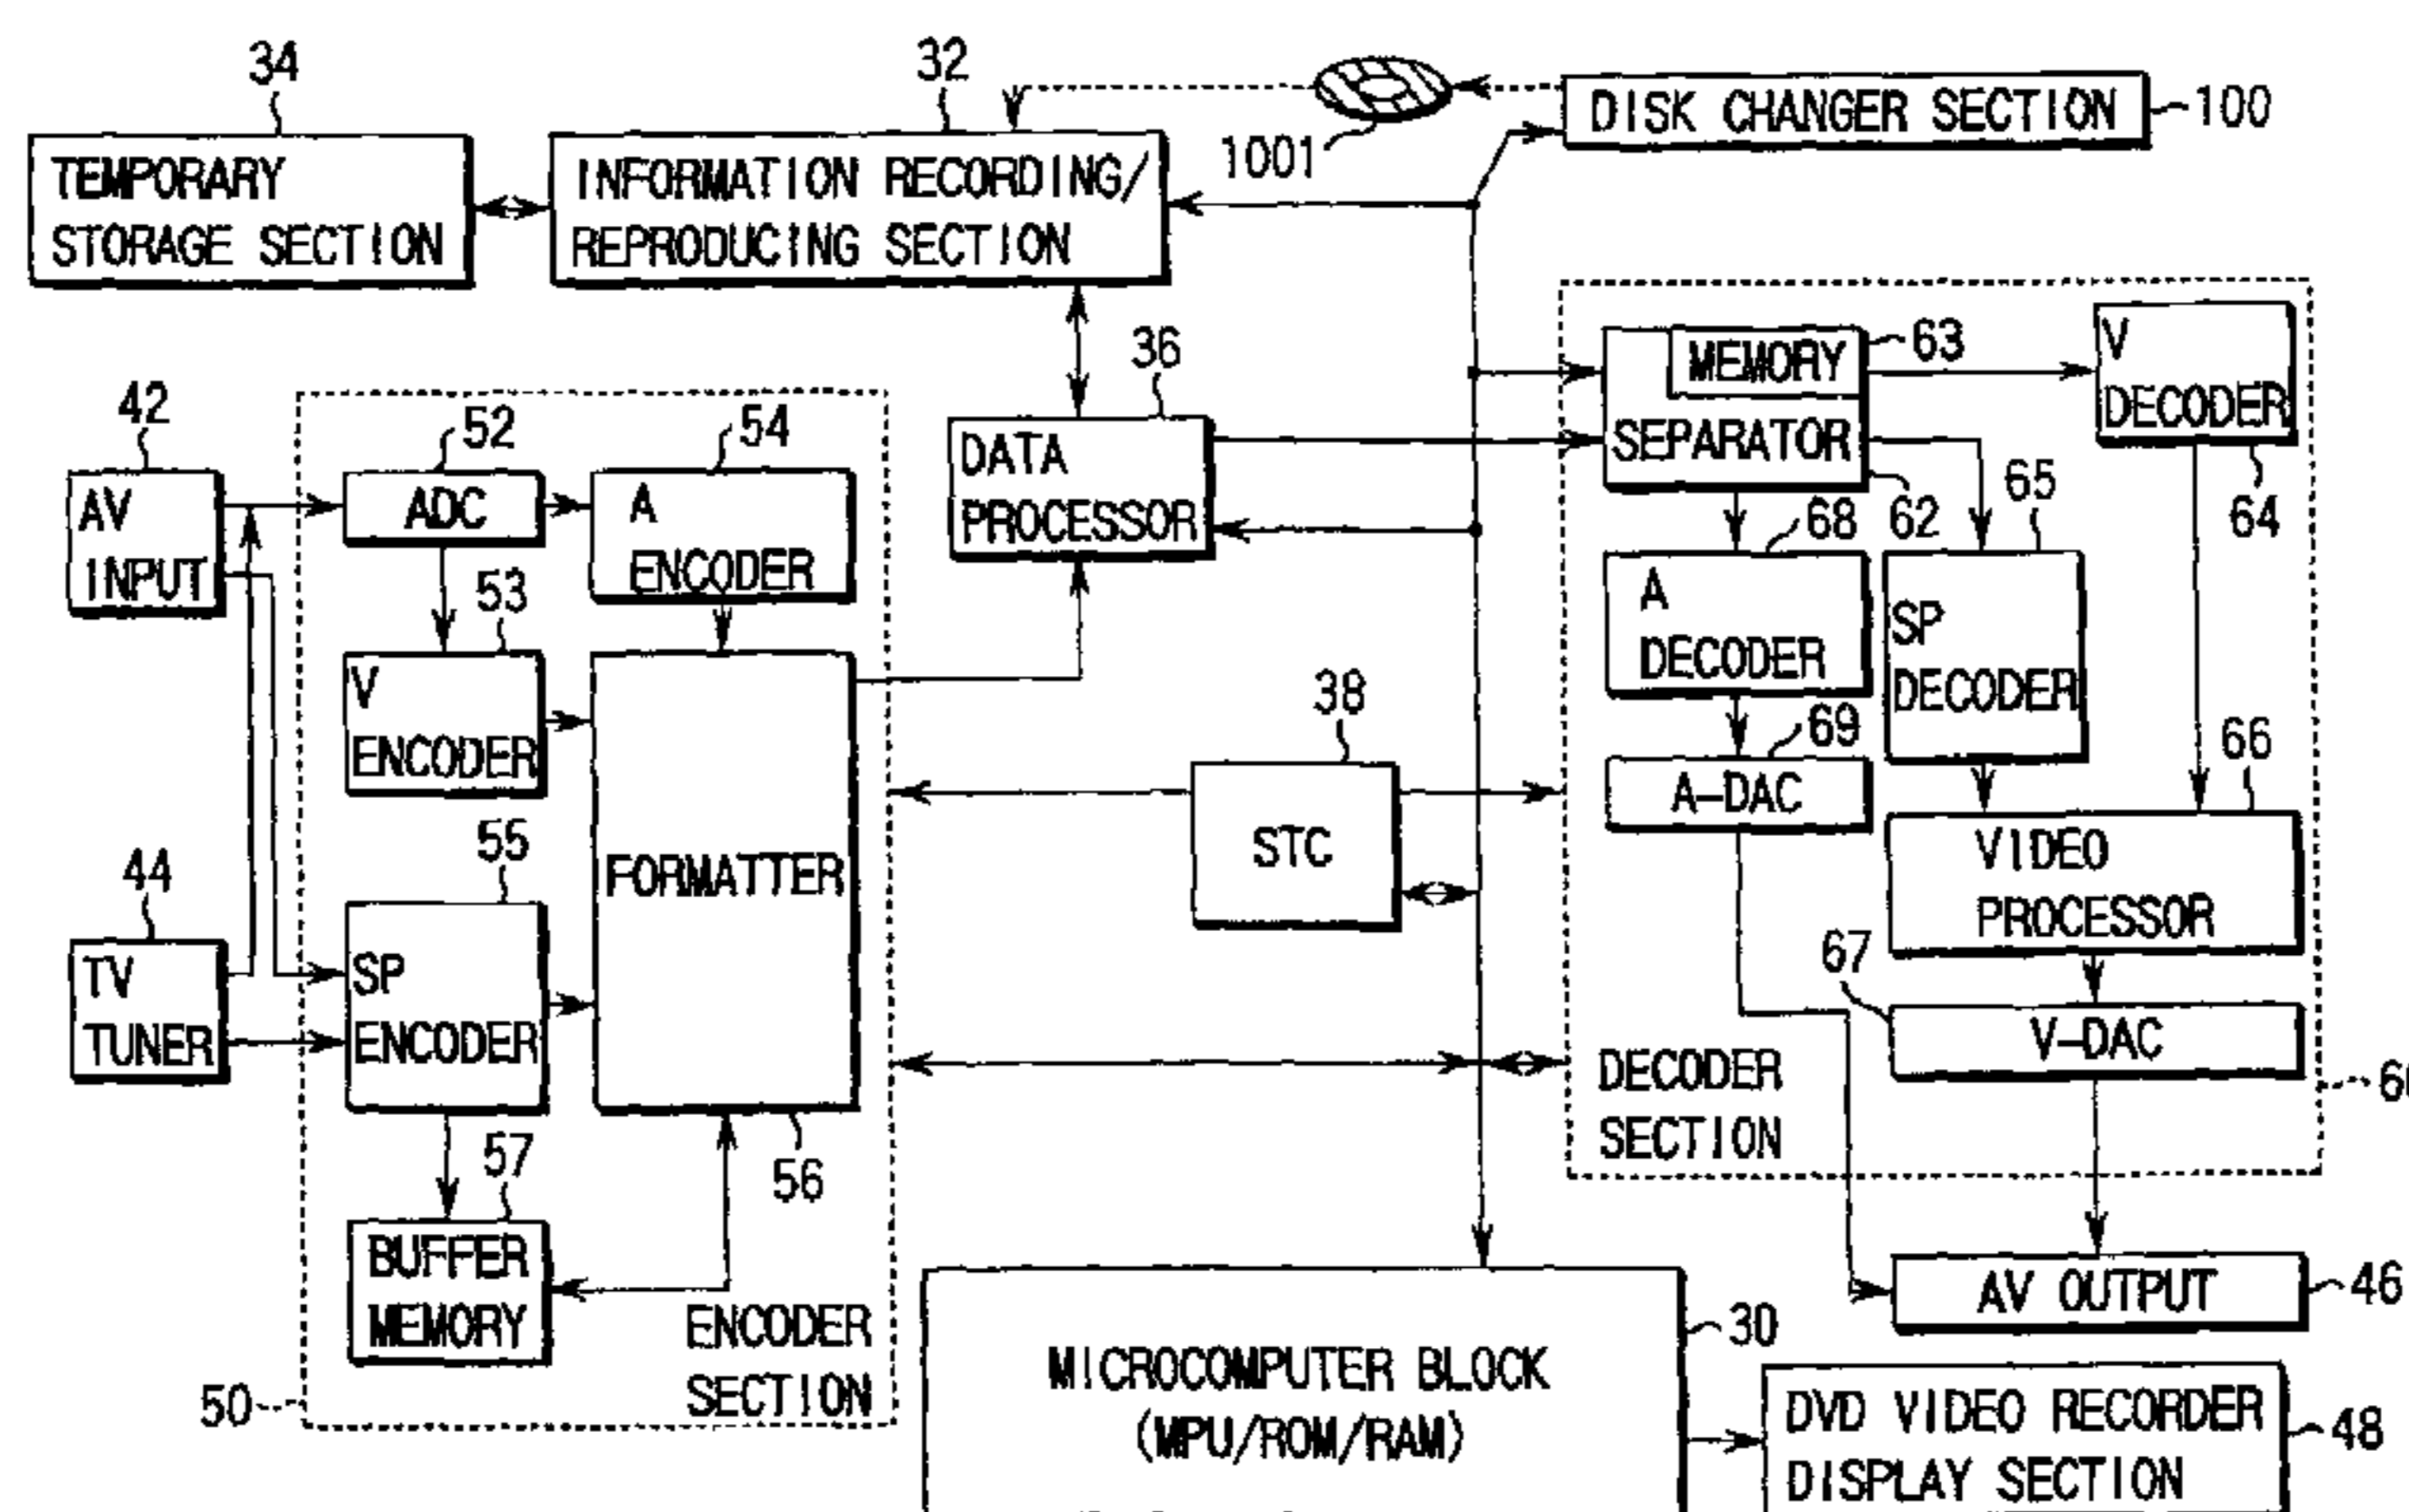 34
32
DISK CHANGER SECTION
100
1001
TEMPORARY
STORAGE SECTION
INFORMATION RECORDING/
REPRODUCING SECTION
36
42
52
54
63
MEMORY
SEPARATOR
V
DECODER
AV
INPUT
ADC
A
ENCODER
DATA
PROCESSOR
62
65
64
53
68
A
DECODER
SP
DECODER
V
ENCODER
38
69
66
A-DAC
44
55
FORMATTER
STC
VIDEO
PROCESSOR
67
TV
TUNER
SP
ENCODER
V-DAC
DECODER
SECTION
57
56
BUFFER
MEMORY
ENCODER
SECTION
50
AV OUTPUT
46
30
MICROCOMPUTER BLOCK
(MPU/ROM/RAM)
DVD VIDEO RECORDER
DISPLAY SECTION
48